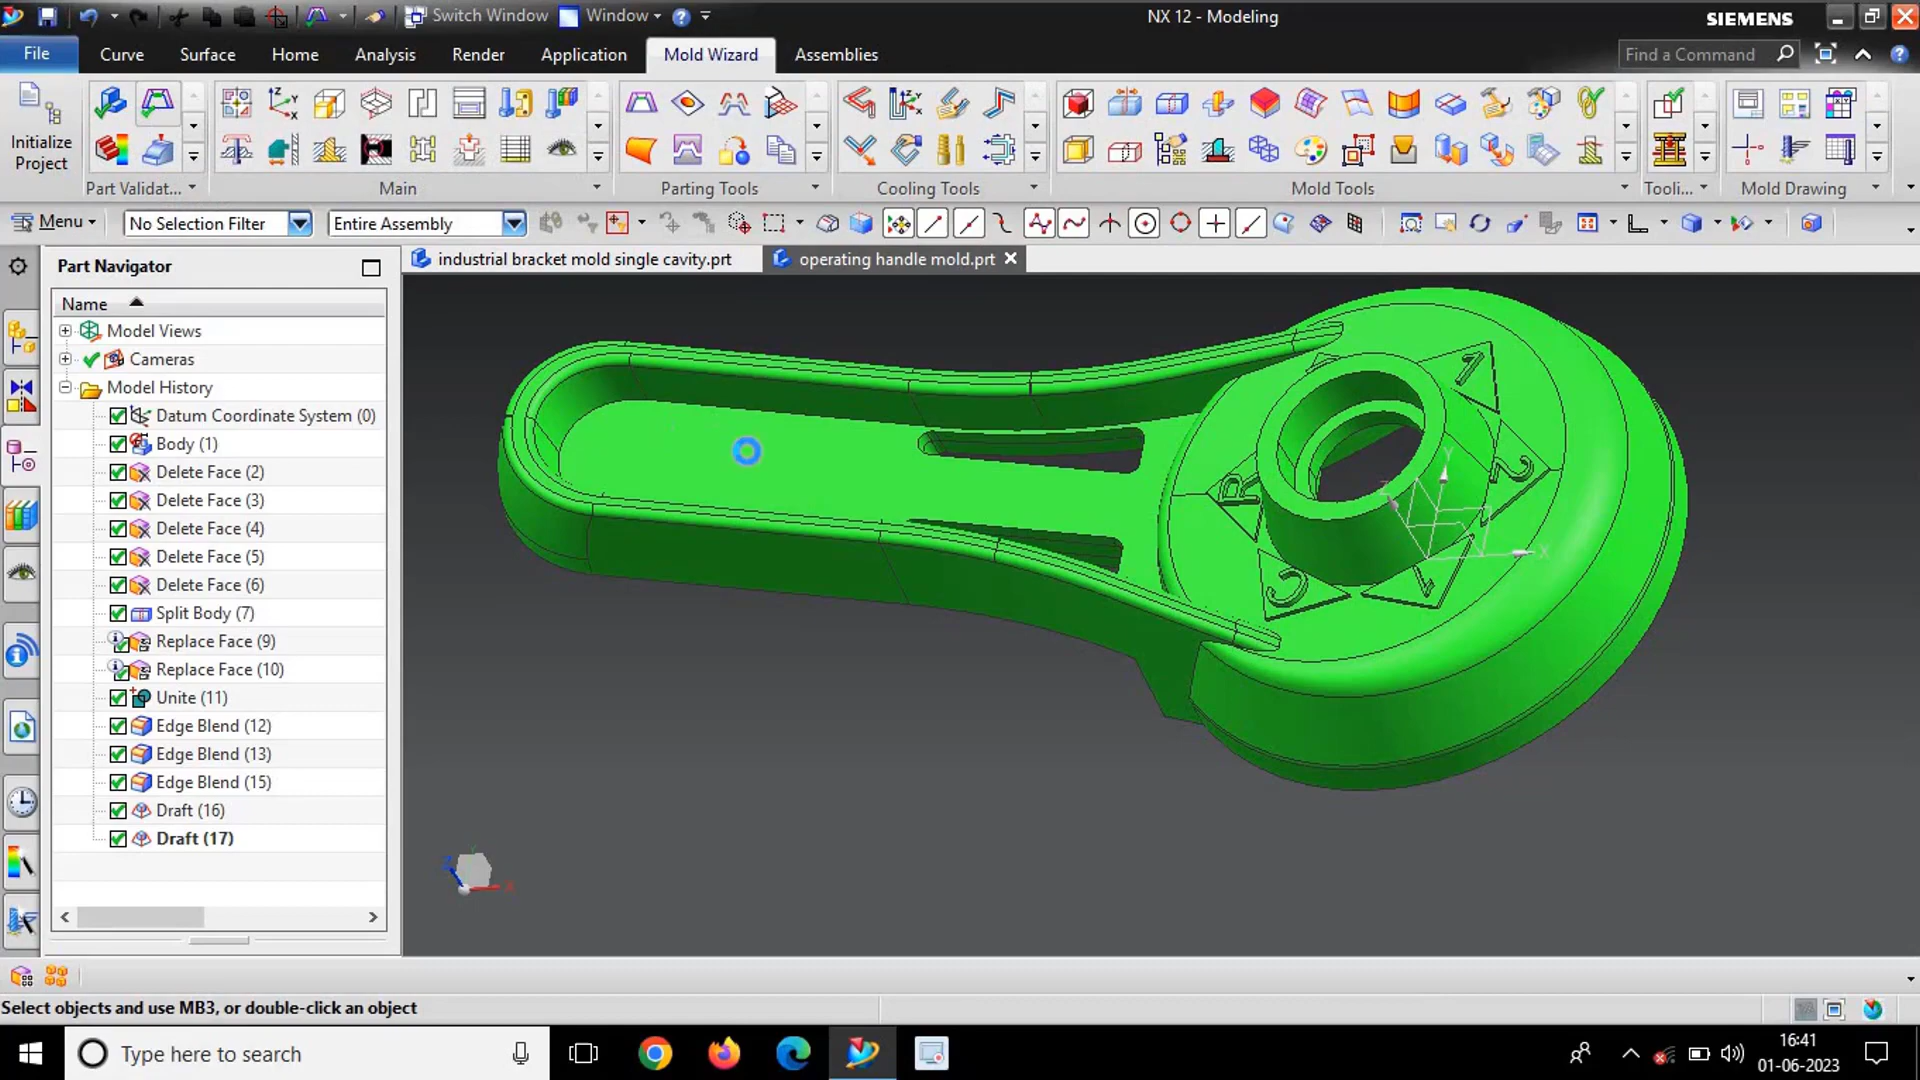 Switch Window
Window
NX 12 - Modeling
SIEMENS
File
Curve
Surface
Home
Analysis
Render
Application
Mold Wizard
Assemblies
Find a Command
Initialize
Project
Part Validat...
Main
Parting Tools
Cooling Tools
Mold Tools
Tooli...
Mold Drawing
Menu
No Selection Filter
Entire Assembly
Part Navigator
industrial bracket mold single cavity.prt
operating handle mold.prt
Name
Model Views
Cameras
Model History
Datum Coordinate System (0)
Body (1)
Delete Face (2)
Delete Face (3)
Delete Face (4)
Delete Face (5)
Delete Face (6)
Split Body (7)
Replace Face (9)
Replace Face (10)
Unite (11)
Edge Blend (12)
Edge Blend (13)
Edge Blend (15)
Draft (16)
Draft (17)
1
2
R
C
1
Y
X
Select objects and use MB3, or double-click an object
Type here to search
16:41
01-06-2023